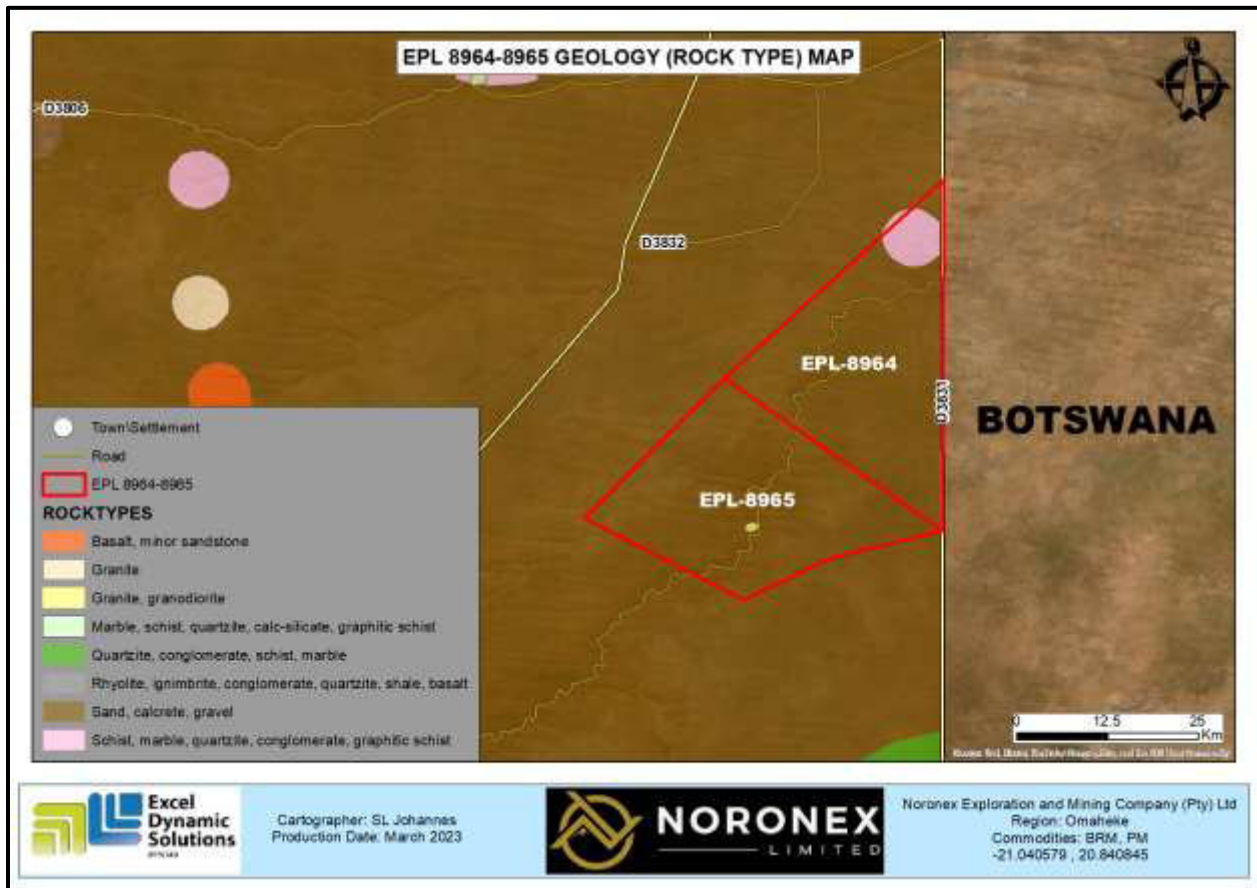 EPL 8964-8965 GEOLOGY (ROCK TYPE) MAP
D3806
D3832
EPL-8964
D3831
BOTSWANA
EPL-8965
Town\Settlement
Road
EPL 8964-8965
ROCKTYPES
Basalt, minor sandstone
Granite
Granite, granodiorite
Marble, schist, quartzite, calc-silicate, graphitic schist
Quartzite, conglomerate, schist, marble
Rhyolite, ignimbrite, conglomerate, quartzite, shale, basalt
Sand, calcrete, gravel
Schist, marble, quartzite, conglomerate, graphitic schist
0 12.5 25
Km
Excel
Dynamic
Solutions
Cartographer: SL Johannes
Production Date: March 2023
NORONEX
LIMITED
Noronex Exploration and Mining Company (Pty) Ltd
Region: Omaheke
Commodities: BRM, PM
-21.040579 , 20.840845